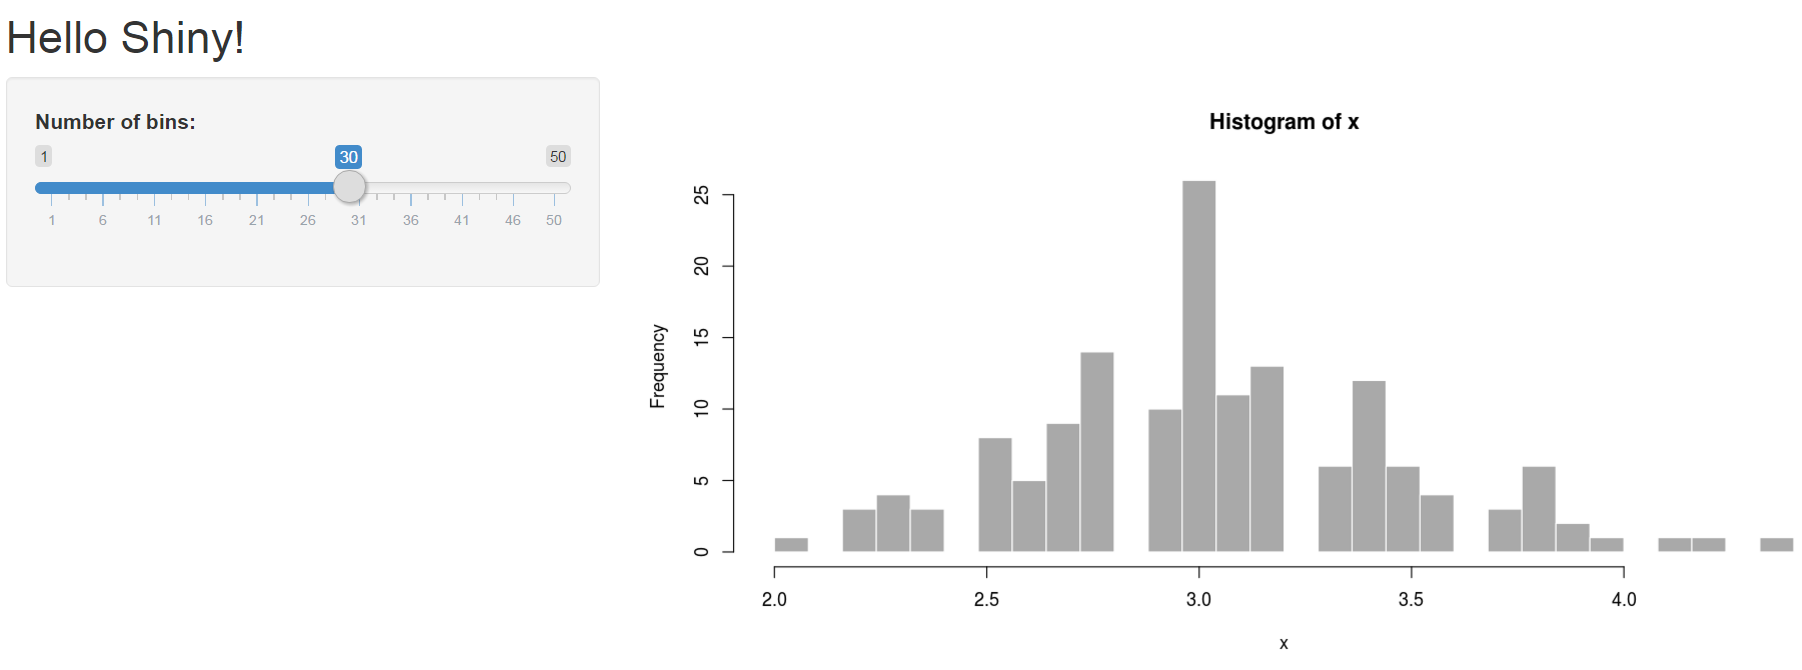 Hello Shiny!
Number of bins:
1 30 50
1 6 11 16 21 26 31 36 41 46 50
Histogram of x
Frequency
25
20
15
10
5
0
2.0 2.5 3.0 3.5 4.0
x